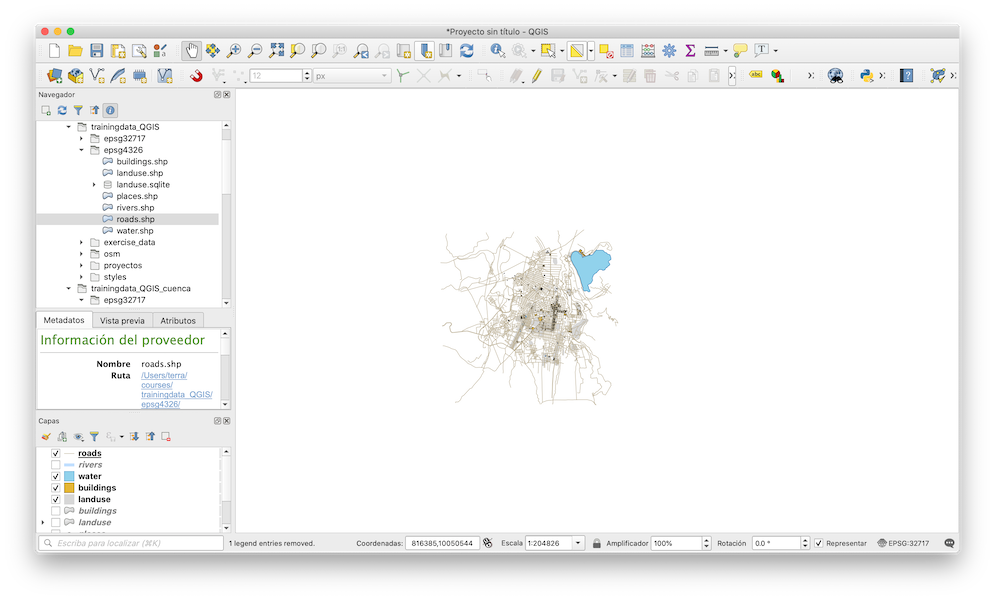 *Proyecto sin título - QGIS
12
px
abc
Navegador
trainingdata_QGIS
epsg32717
epsg4326
buildings.shp
landuse.shp
landuse.sqlite
places.shp
rivers.shp
roads.shp
water.shp
exercise_data
osm
proyectos
styles
trainingdata_QGIS_cuenca
epsg32717
Metadatos
Vista previa
Atributos
Información del proveedor
Nombre roads.shp
Ruta /Users/terra/
courses/
trainingdata_QGIS/
epsg4326/
Capas
roads
rivers
water
buildings
landuse
buildings
landuse
Escriba para localizar (⌘K)
1 legend entries removed.
Coordenadas: 816385,10050544
Escala 1:204826
Amplificador 100%
Rotación 0.0 °
Representar
EPSG:32717